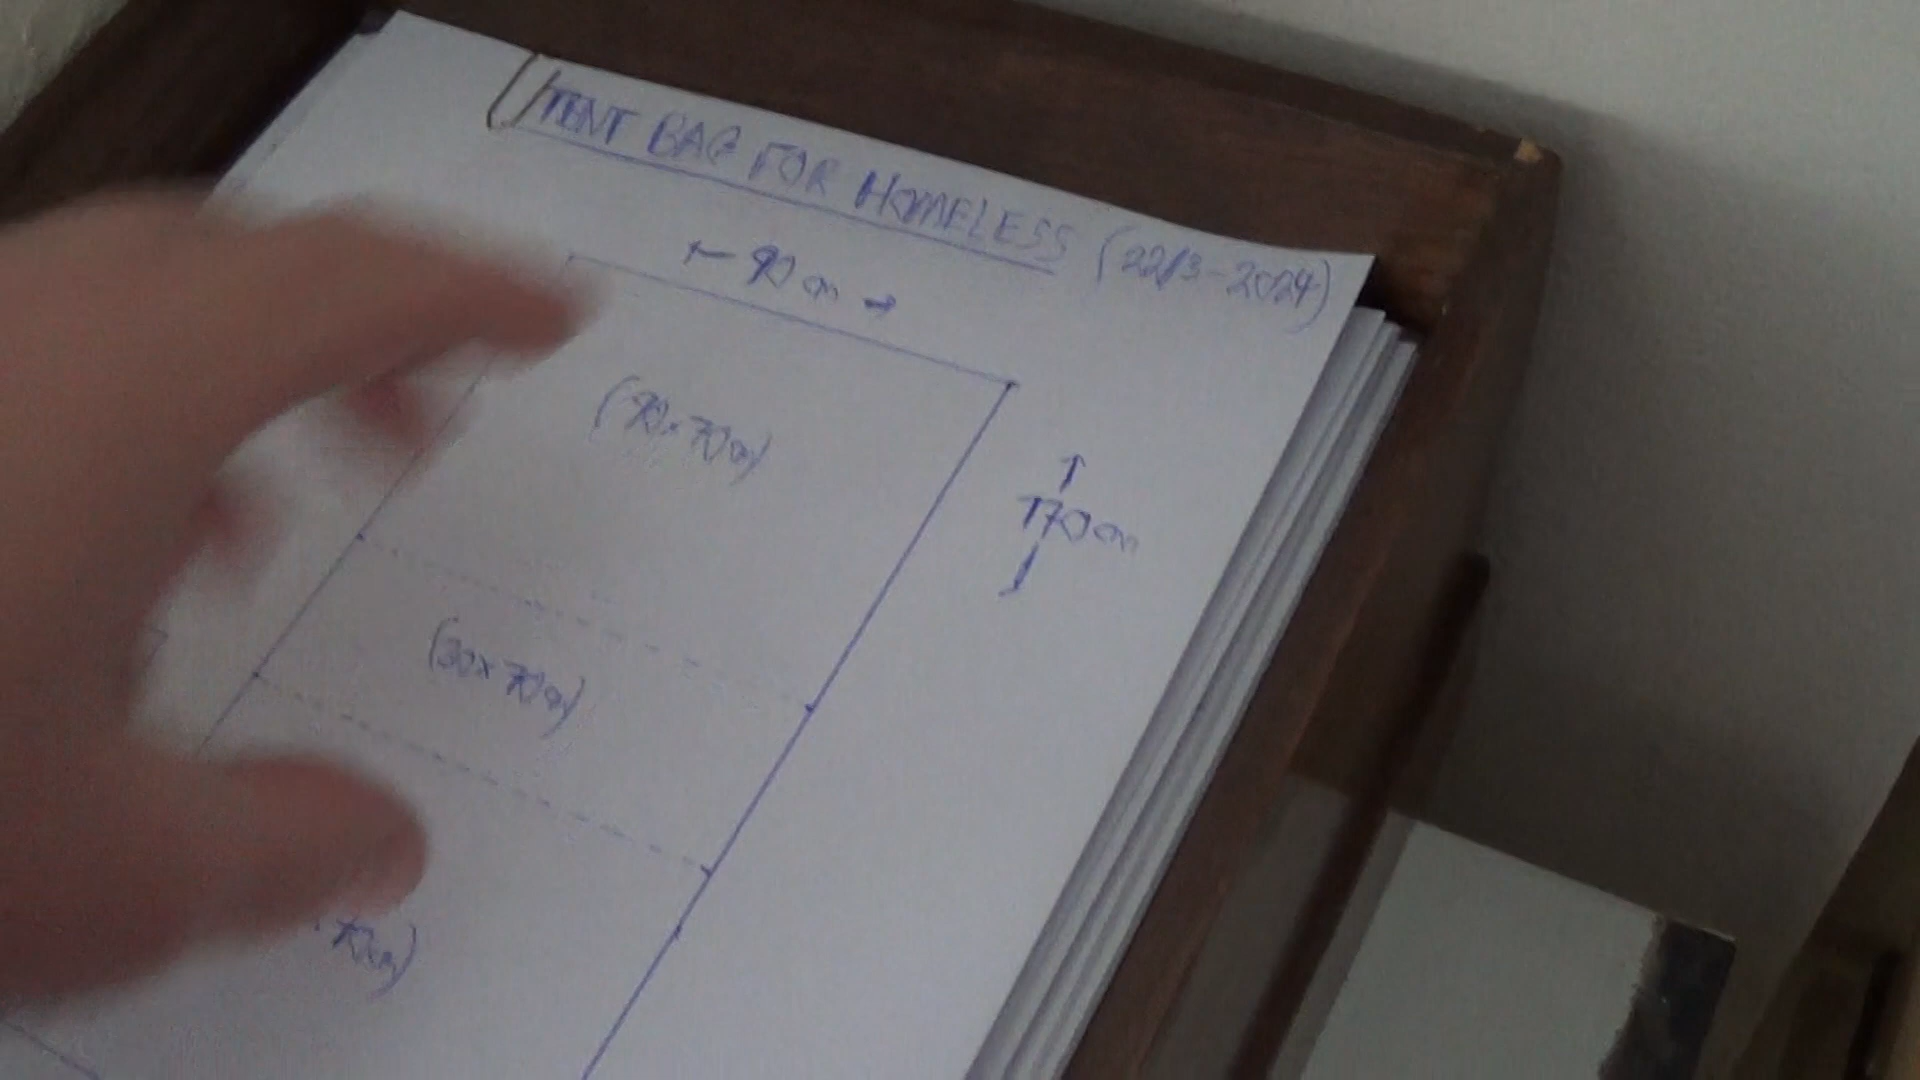 TENT BAG FOR HOMELESS (22/3-2024)
90 cm
(90x70cm)
170cm
(30x70cm)
70cm)